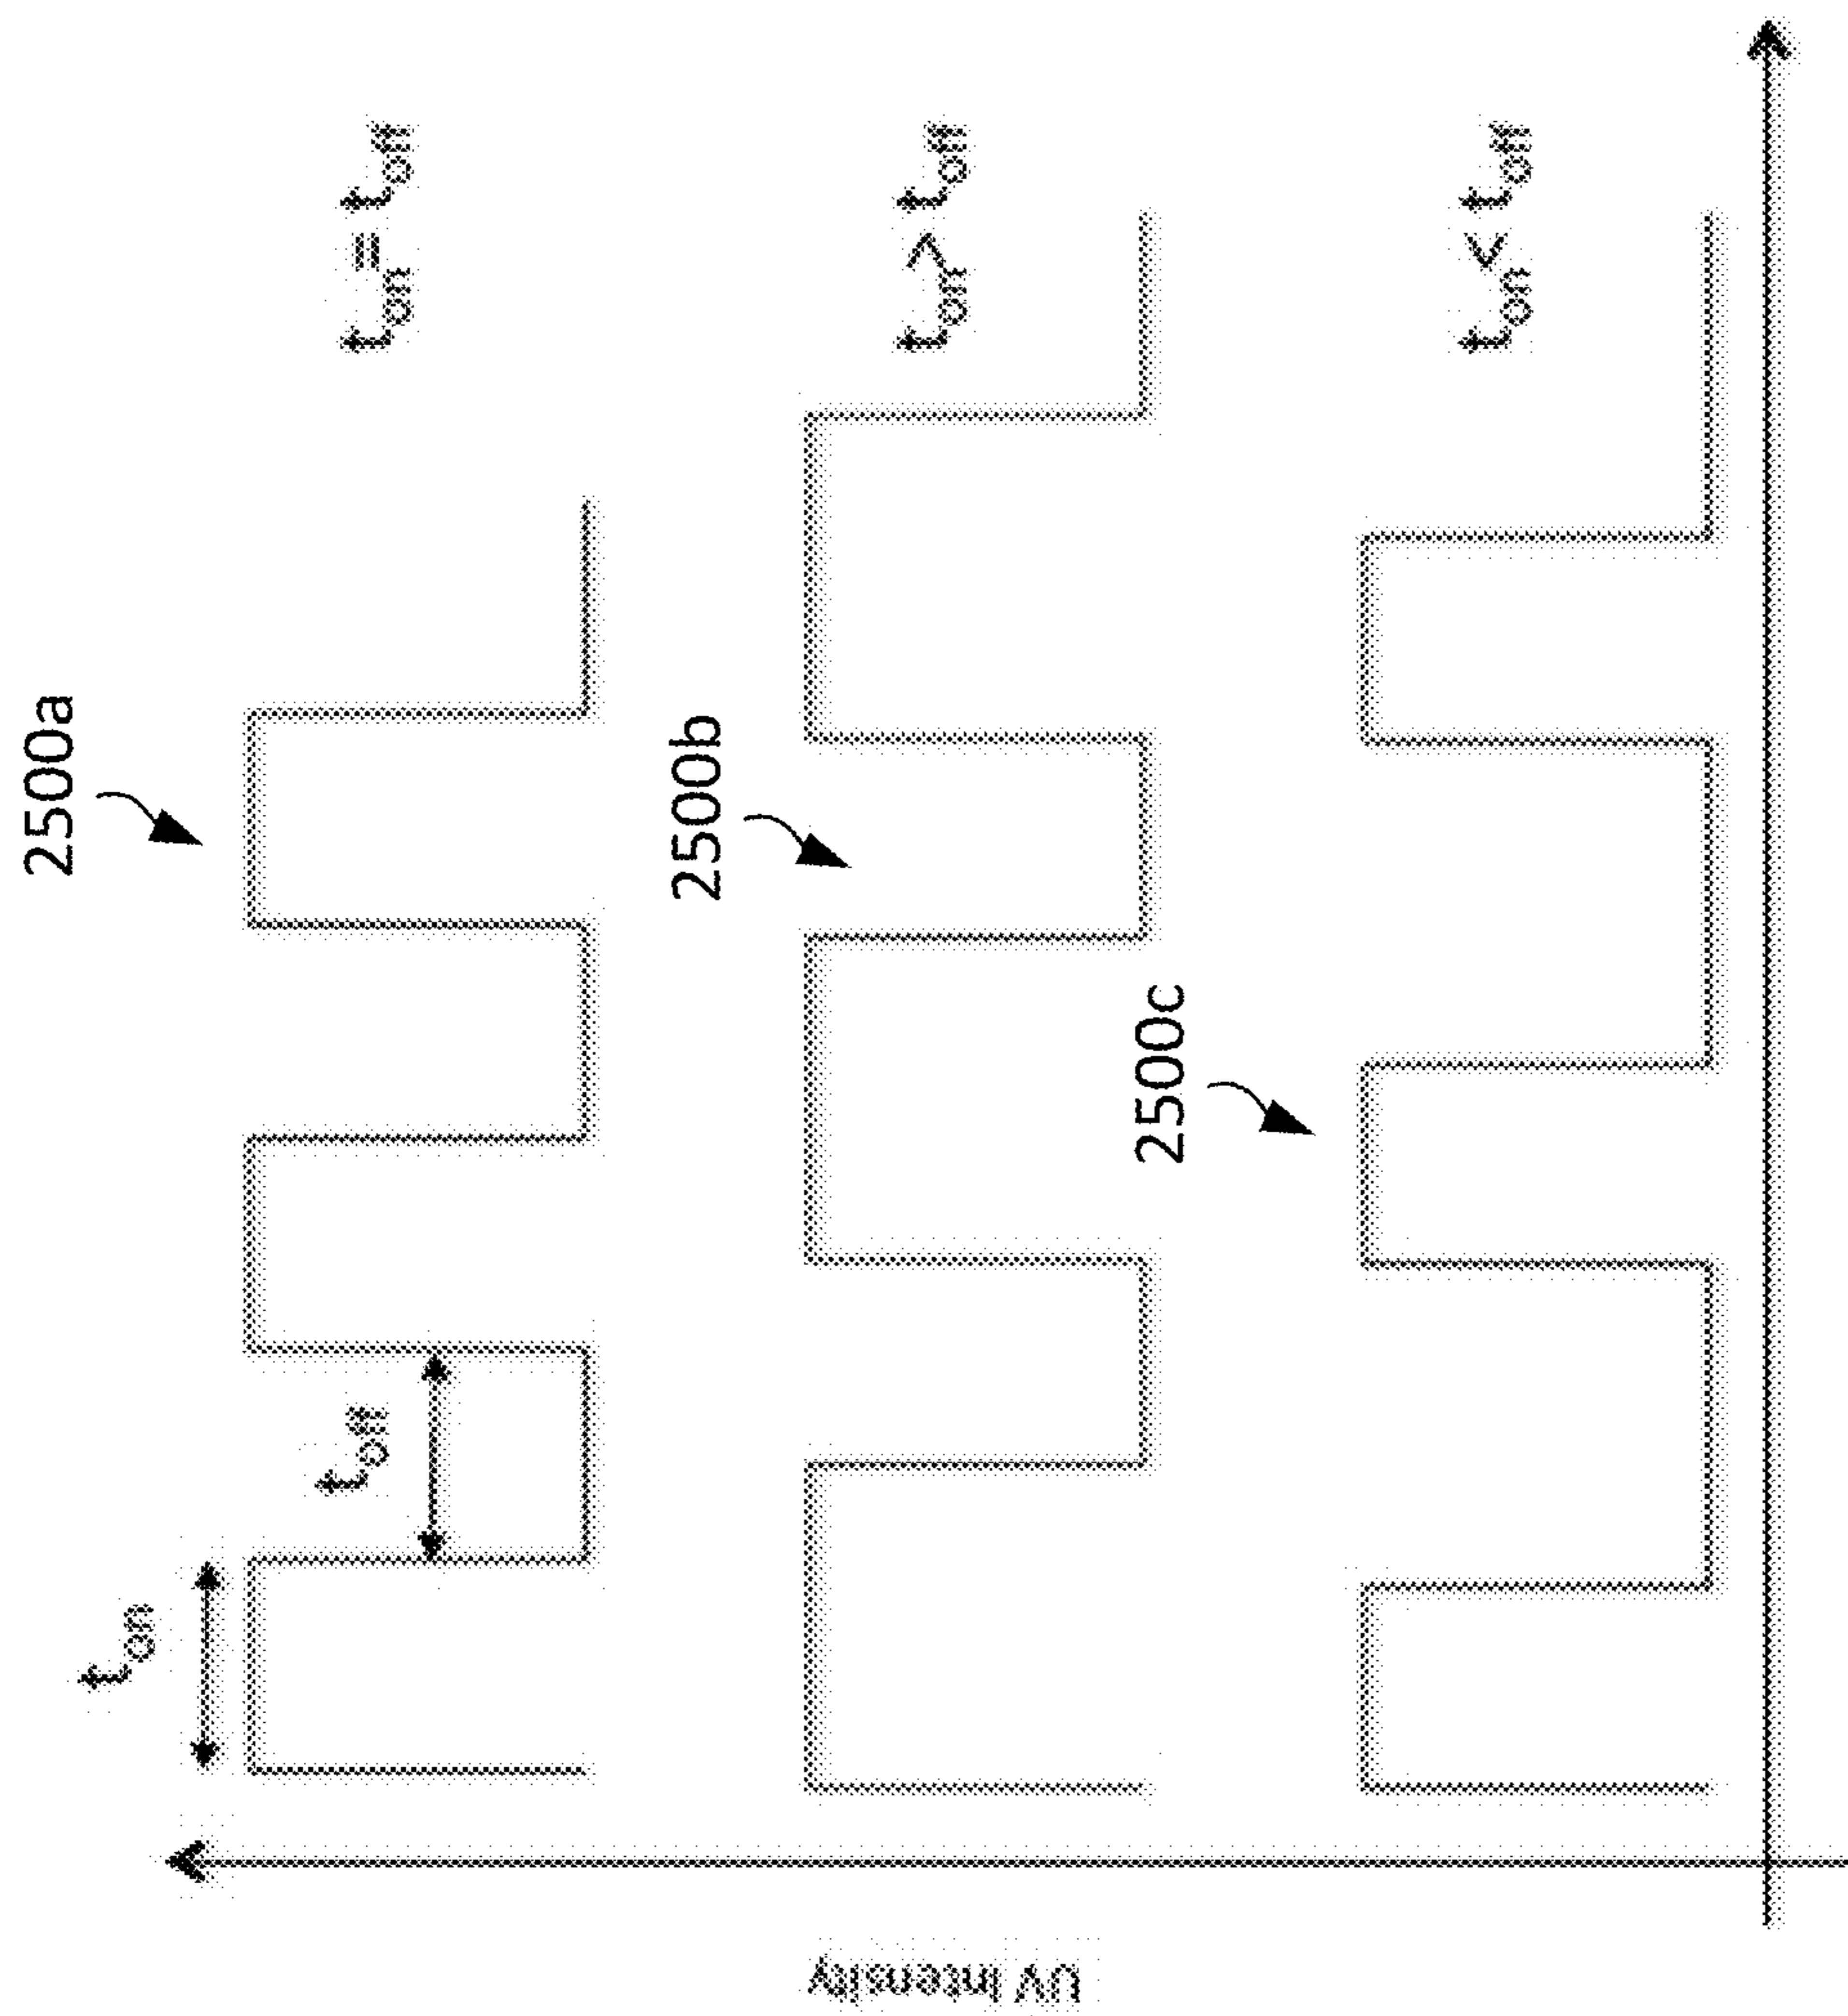 2500a
t_on
t_off
t_on = t_off
2500b
t_on > t_off
2500c
t_on < t_off
UV Intensity